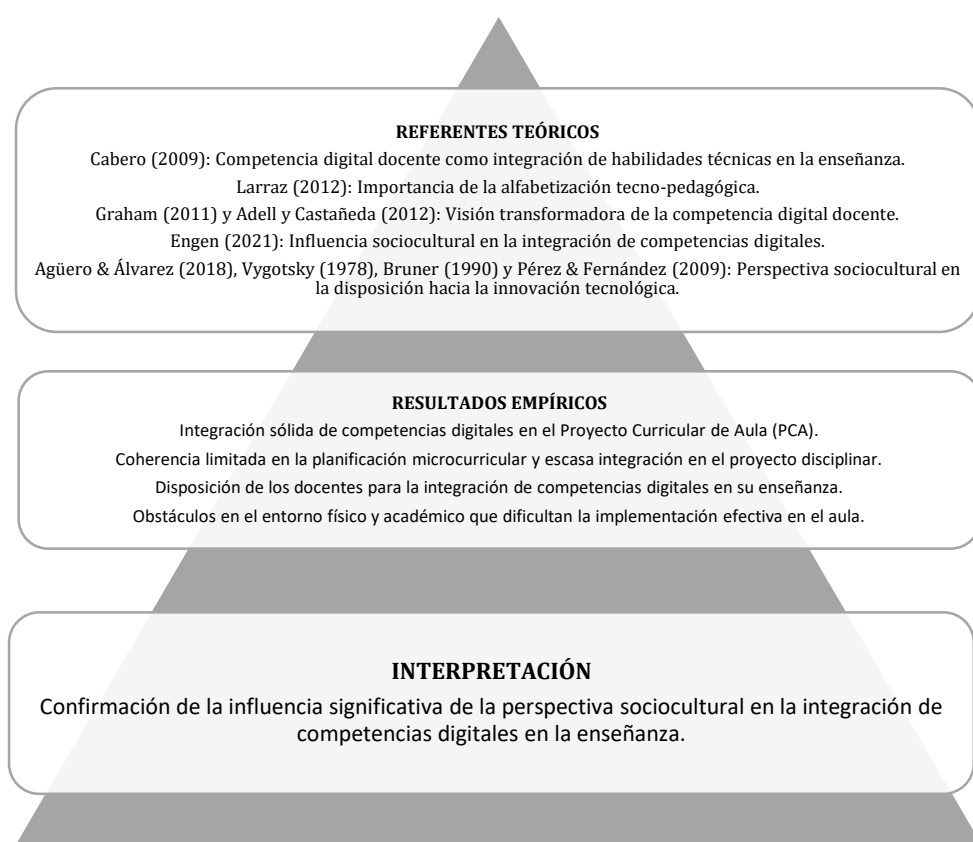 REFERENTES TEÓRICOS
Cabero (2009): Competencia digital docente como integración de habilidades técnicas en la enseñanza.
Larraz (2012): Importancia de la alfabetización tecno-pedagógica.
Graham (2011) y Adell y Castañeda (2012): Visión transformadora de la competencia digital docente.
Engen (2021): Influencia sociocultural en la integración de competencias digitales.
Agüero & Álvarez (2018), Vygotsky (1978), Bruner (1990) y Pérez & Fernández (2009): Perspectiva sociocultural en
la disposición hacia la innovación tecnológica.
RESULTADOS EMPÍRICOS
Integración sólida de competencias digitales en el Proyecto Curricular de Aula (PCA).
Coherencia limitada en la planificación microcurricular y escasa integración en el proyecto disciplinar.
Disposición de los docentes para la integración de competencias digitales en su enseñanza.
Obstáculos en el entorno físico y académico que dificultan la implementación efectiva en el aula.
INTERPRETACIÓN
Confirmación de la influencia significativa de la perspectiva sociocultural en la integración de
competencias digitales en la enseñanza.